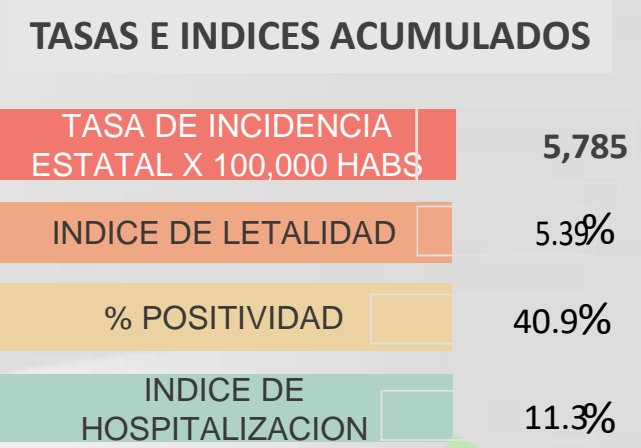 TASAS E INDICES ACUMULADOS
TASA DE INCIDENCIA
ESTATAL X 100,000 HABS
5,785
INDICE DE LETALIDAD
5.39%
% POSITIVIDAD
40.9%
INDICE DE
HOSPITALIZACION
11.3%